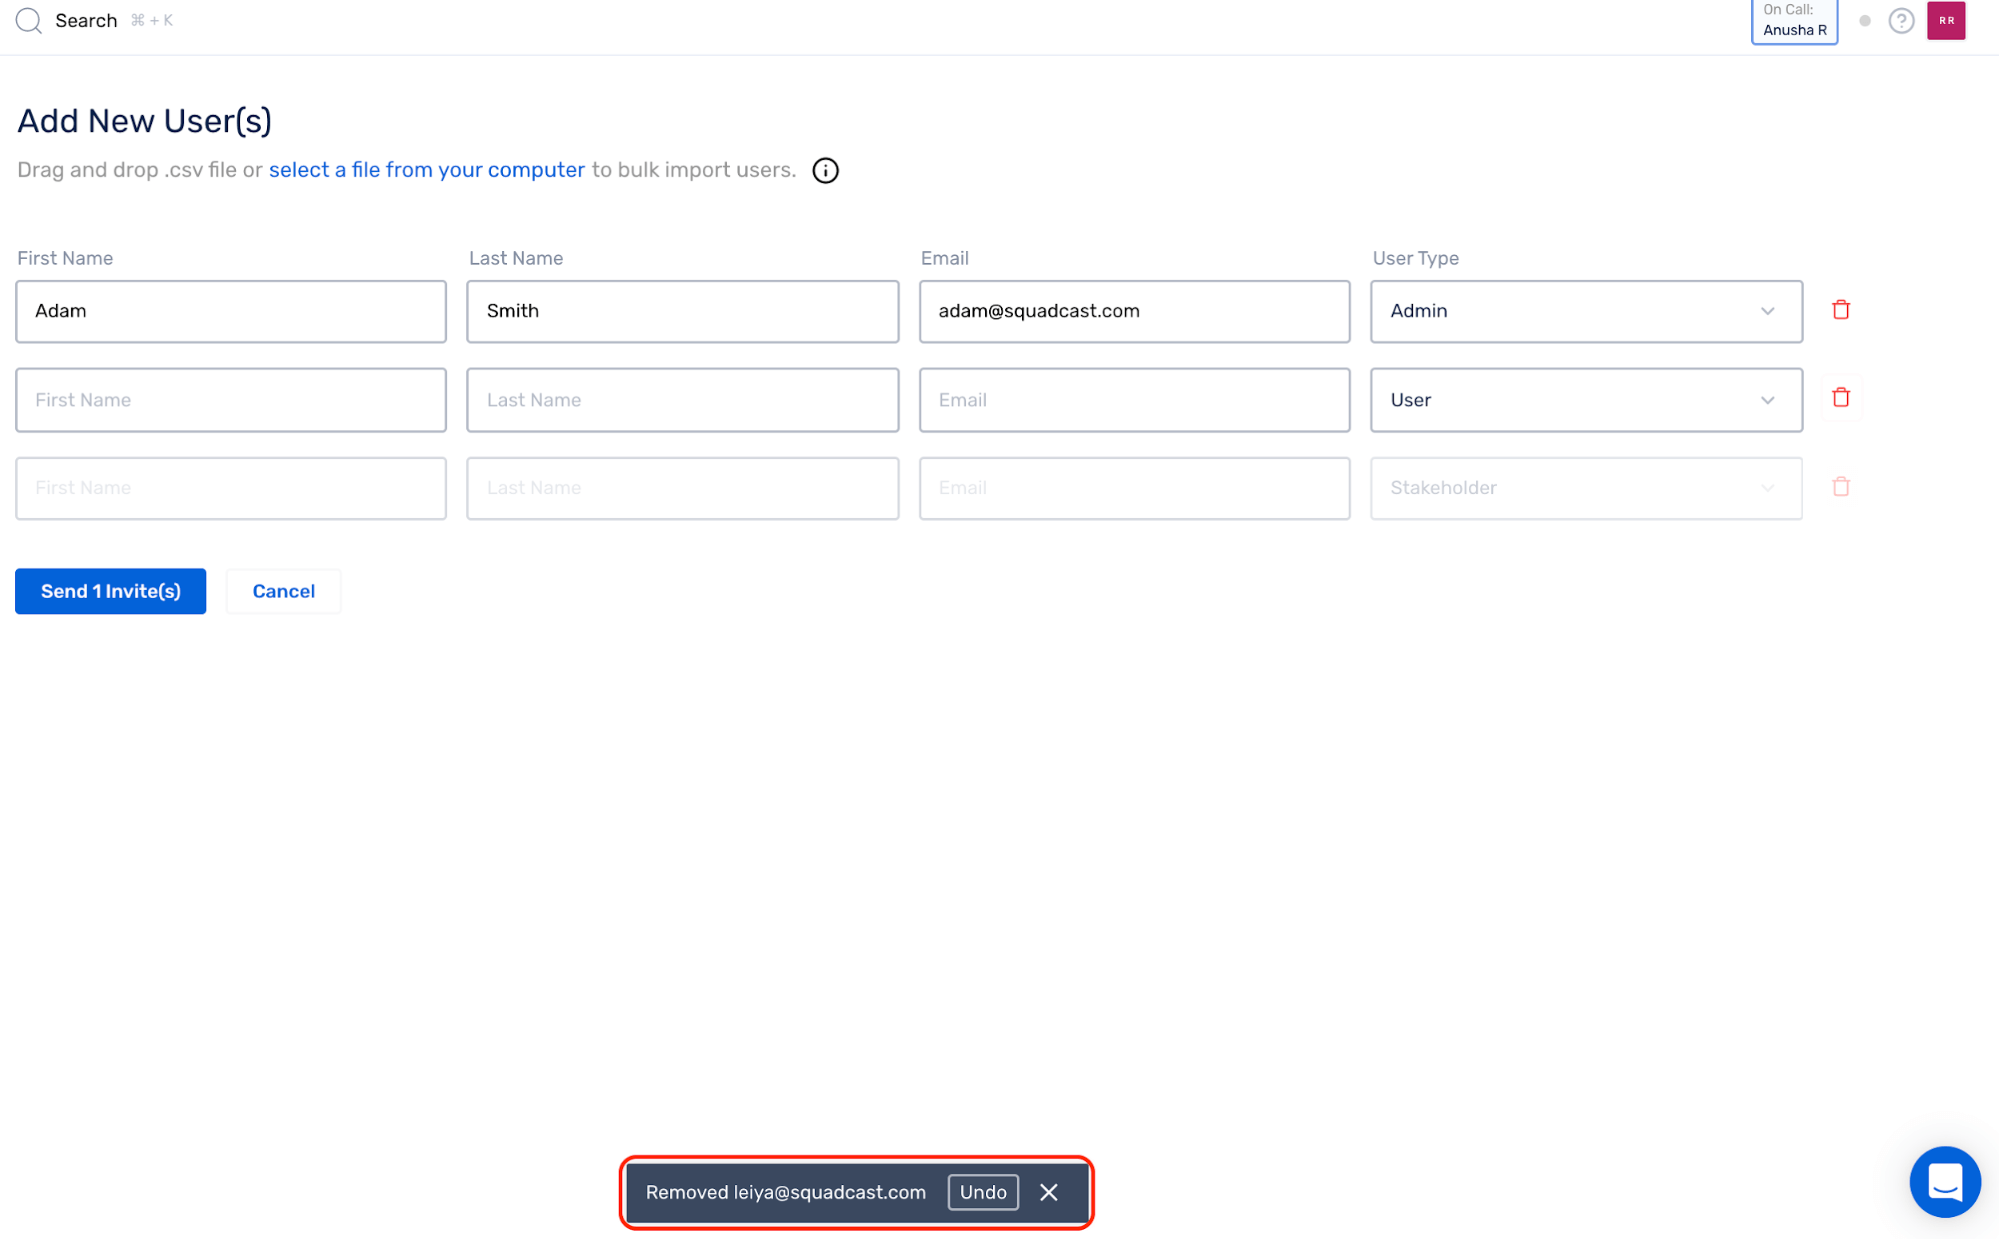 Search ⌘ + K
On Call:
Anusha R
?
RR
Add New User(s)
Drag and drop .csv file or select a file from your computer to bulk import users.
First Name Last Name Email User Type
Adam Smith adam@squadcast.com Admin
First Name Last Name Email User
First Name Last Name Email Stakeholder
Send 1 Invite(s) Cancel
Removed leiya@squadcast.com Undo